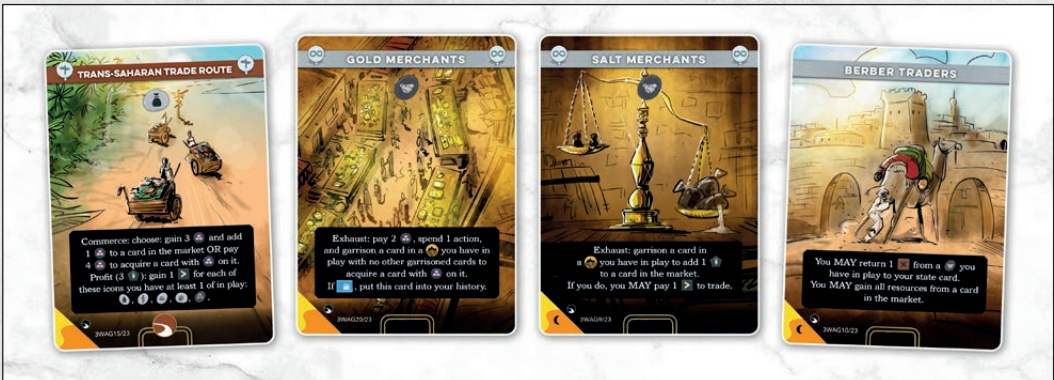 TRANS-SAHARAN TRADE ROUTE
Commerce: choose: gain 3 and add
1 to a card in the market OR pay
4 to acquire a card with on it.
Profit (3 ): gain 1 for each of
these icons you have at least 1 of in play:
, , , , ,
3WAG15/23
GOLD MERCHANTS
Exhaust: pay 2 , spend 1 action,
and garrison a card in a you have in
play with no other garrisoned cards to
acquire a card with on it.
If , put this card into your history.
3WAG20/23
SALT MERCHANTS
Exhaust: garrison a card in
a you have in play to add 1
to a card in the market.
If you do, you MAY pay 1 to trade.
3WAG9/23
BERBER TRADERS
You MAY return 1 from a you
have in play to your state card.
You MAY gain all resources from a card
in the market.
3WAG10/23